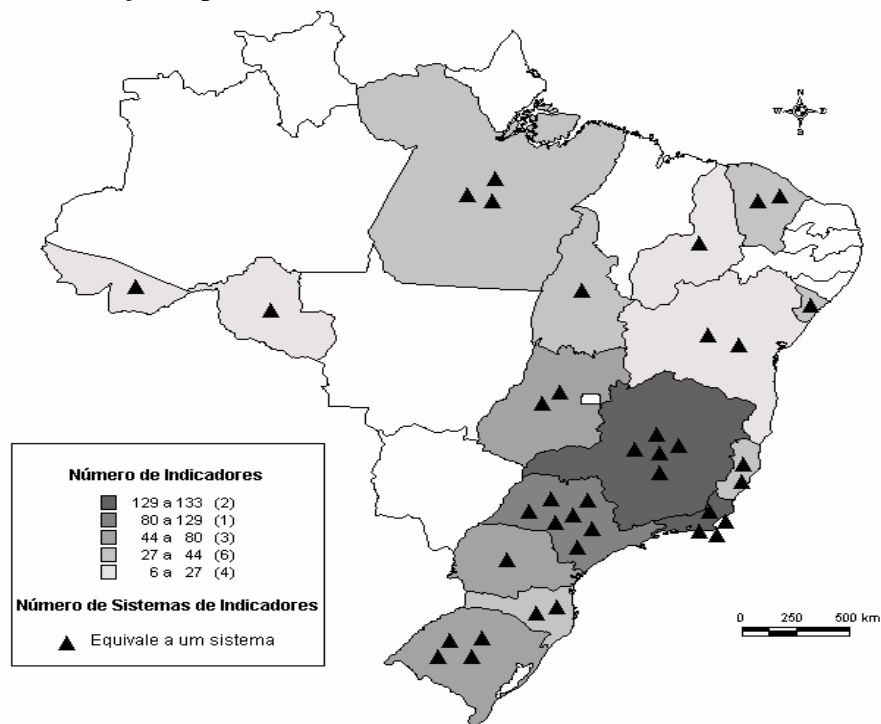 N
W E
S
Número de Indicadores
129 a 133 (2)
80 a 129 (1)
44 a 80 (3)
27 a 44 (6)
6 a 27 (4)
Número de Sistemas de Indicadores
Equivale a um sistema
0 250 500 km